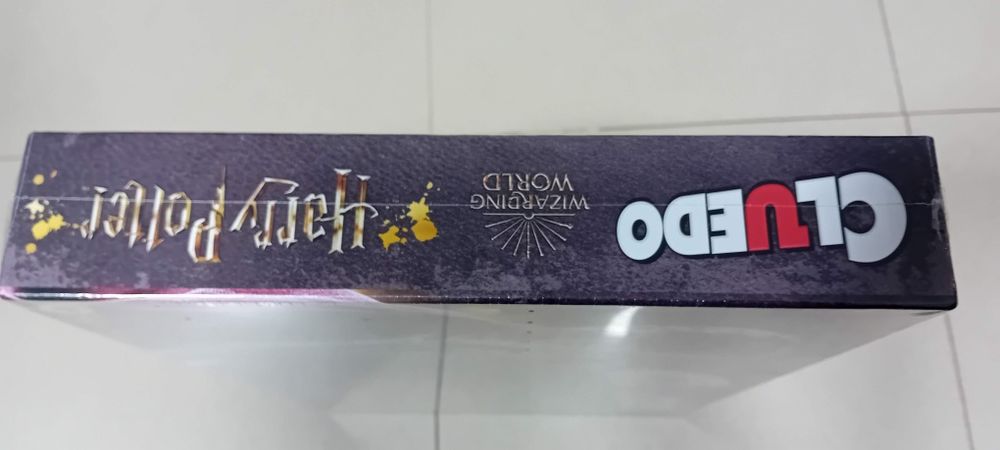 CLUEDO
WIZARDING
WORLD
Harry Potter